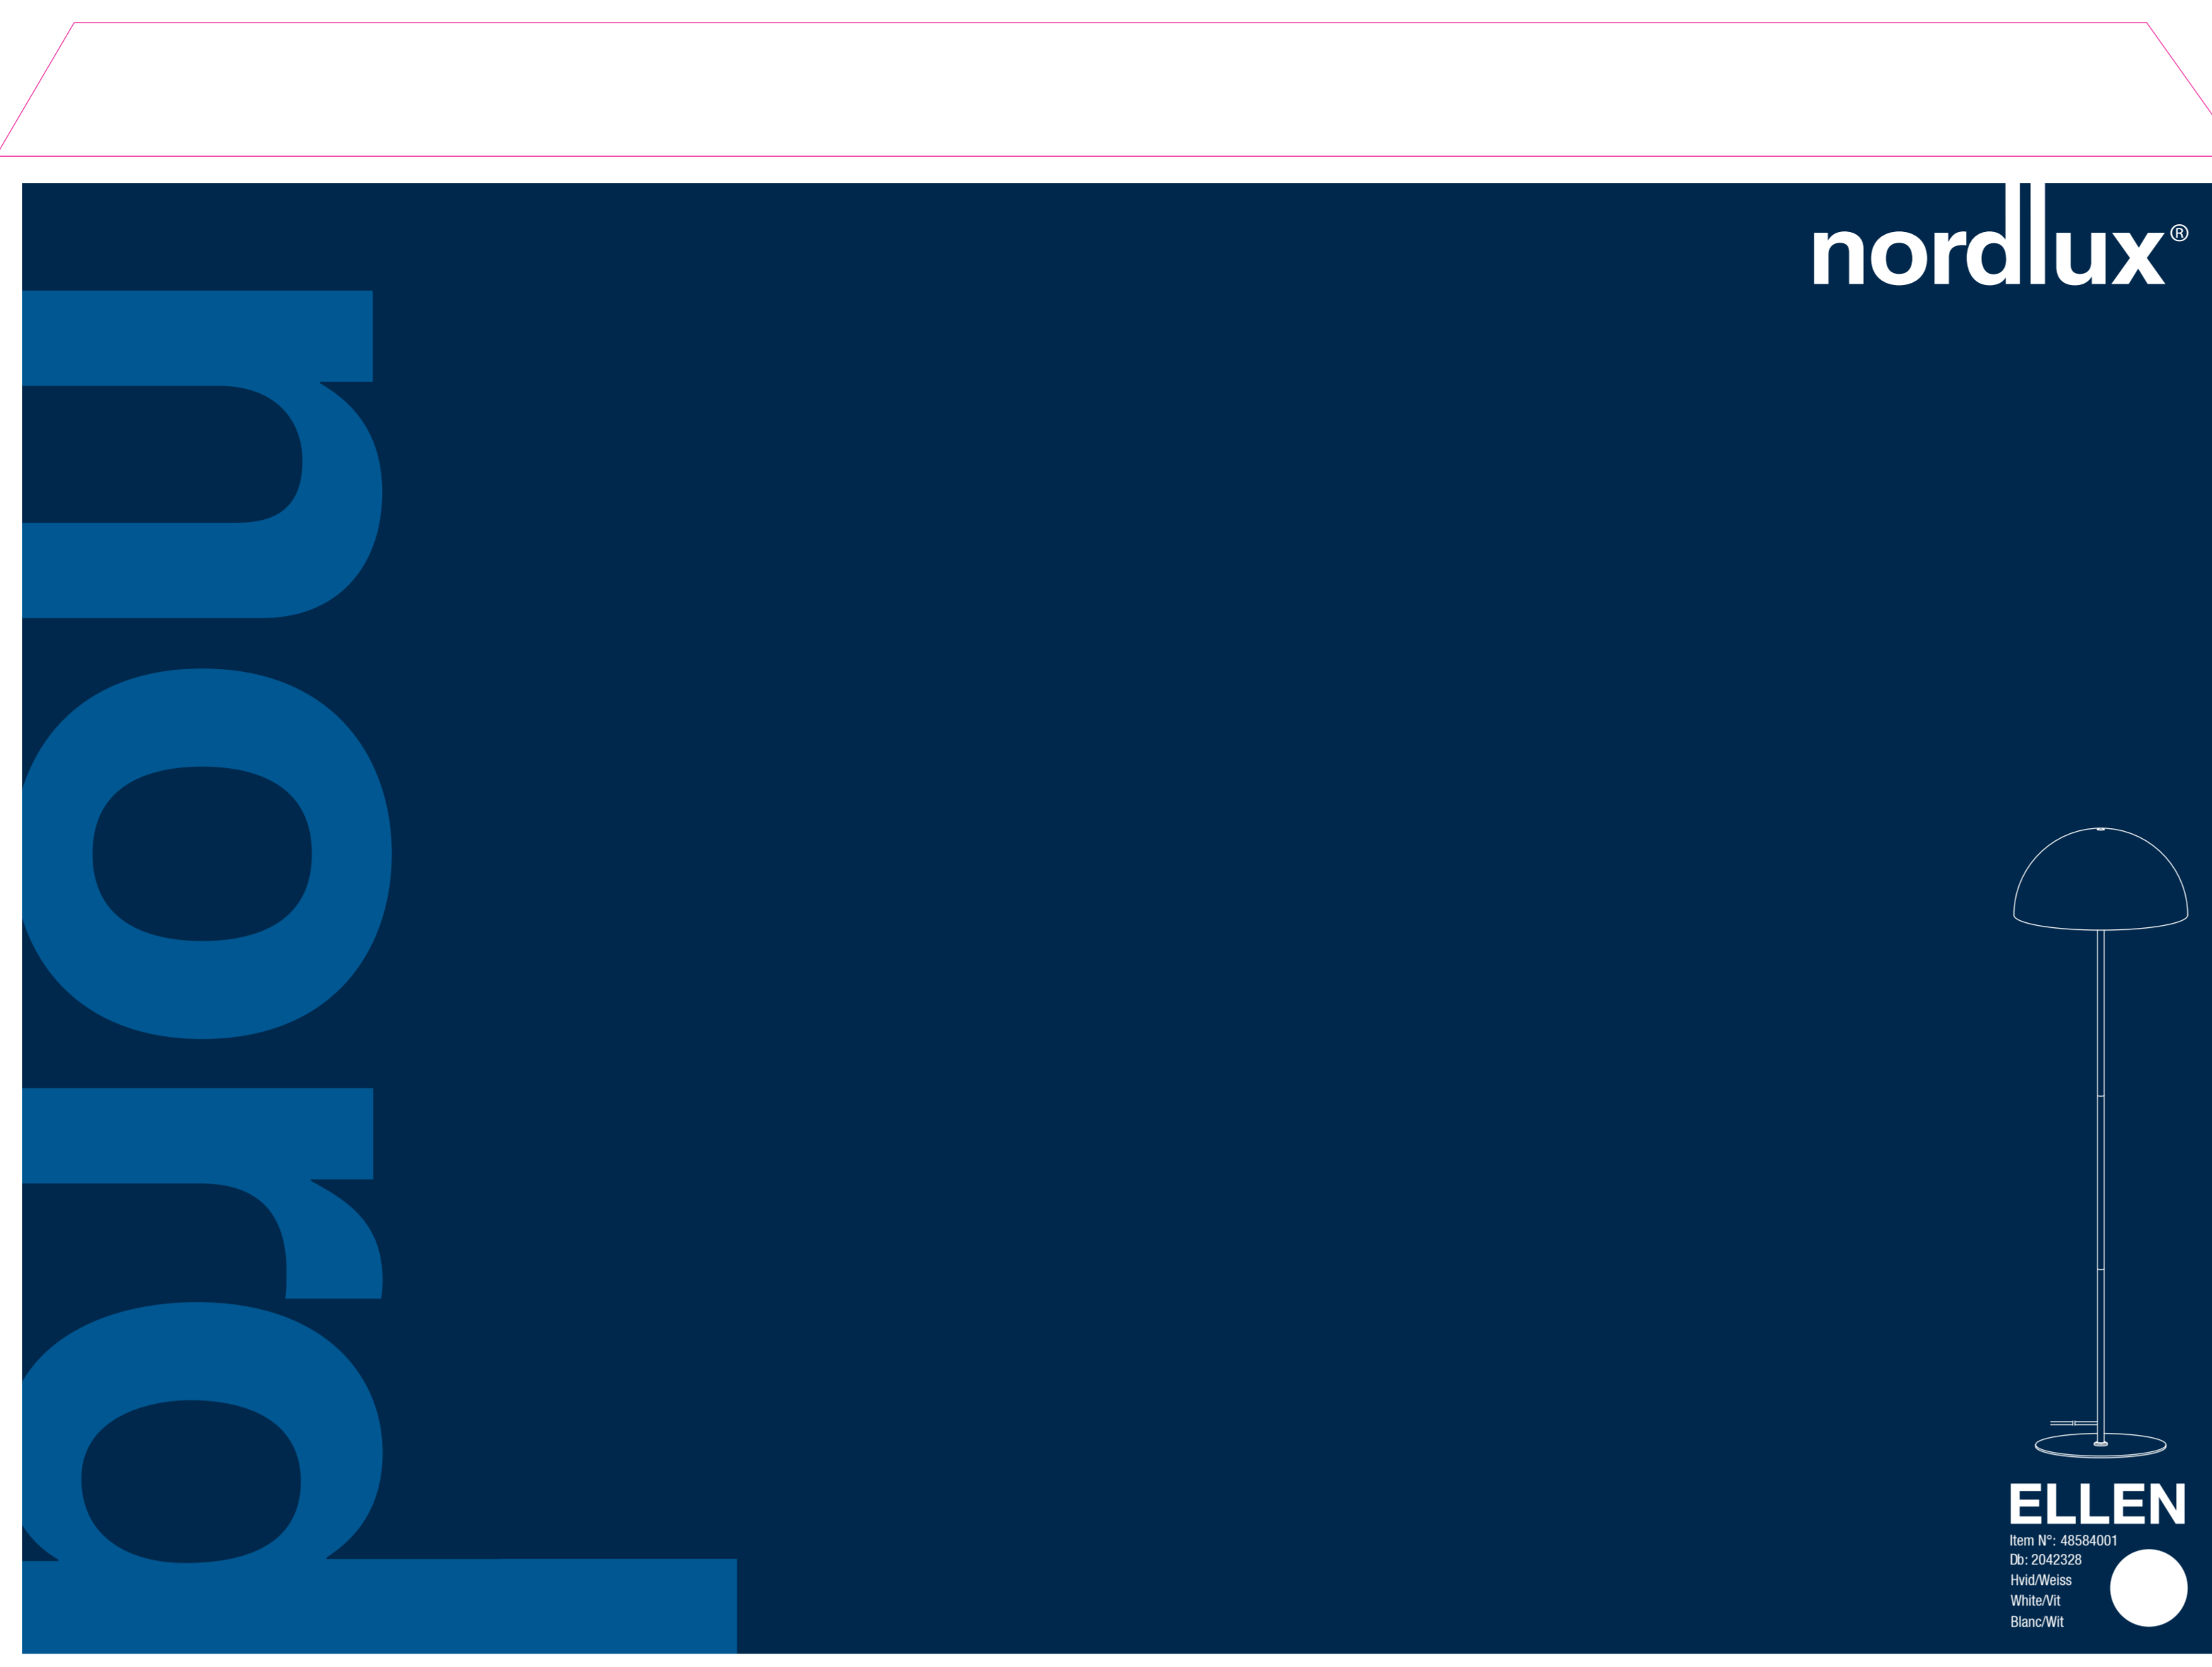 nordlux®
nord
ELLEN
Item N°: 48584001
Db: 2042328
Hvid/Weiss
White/Vit
Blanc/Wit